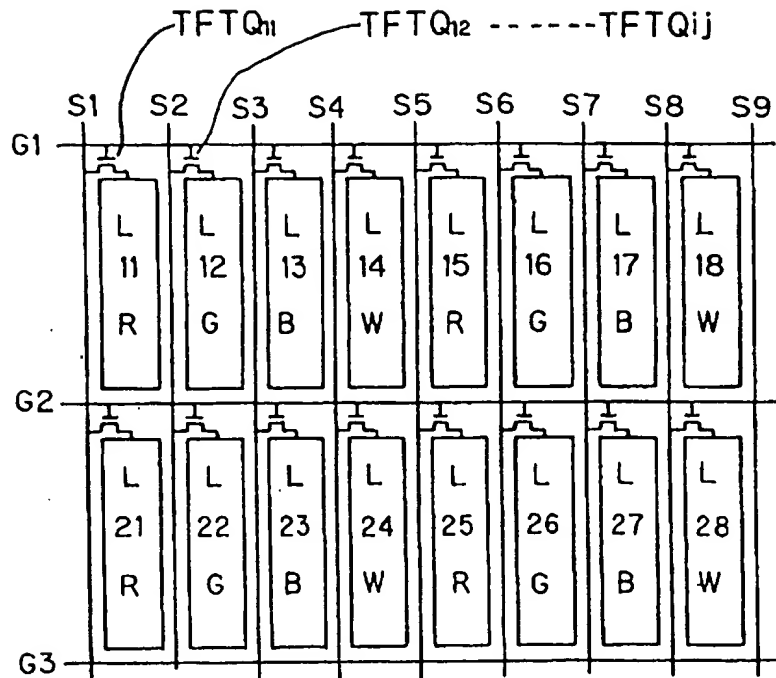 TFTQ11 TFTQ12 ------TFTQij
S1 S2 S3 S4 S5 S6 S7 S8 S9
G1
L L L L L L L L
11 12 13 14 15 16 17 18
R G B W R G B W
G2
L L L L L L L L
21 22 23 24 25 26 27 28
R G B W R G B W
G3